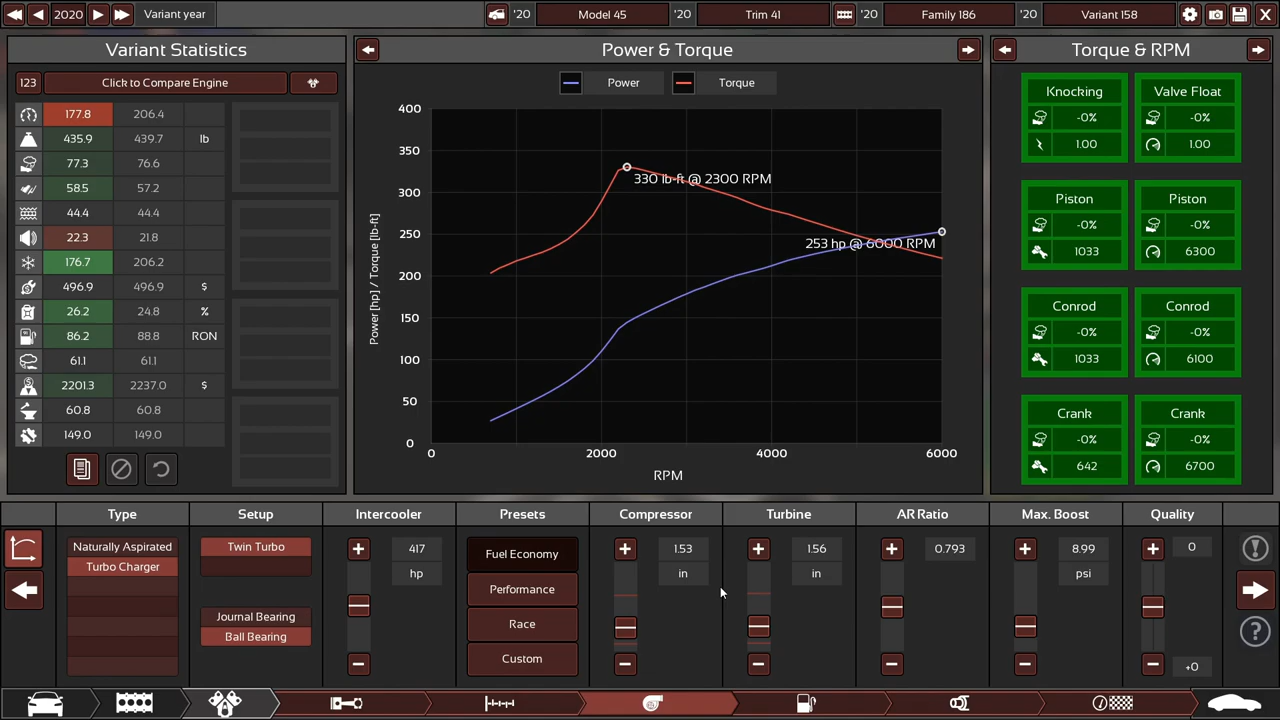 2020 Variant year '20 Model 45 '20 Trim 41 '20 Family 186 '20 Variant 158
Variant Statistics
123 Click to Compare Engine
177.8 206.4
435.9 439.7 lb
77.3 76.6
58.5 57.2
44.4 44.4
22.3 21.8
176.7 206.2
496.9 496.9 $
26.2 24.8 %
86.2 88.8 RON
61.1 61.1
2201.3 2237.0 $
60.8 60.8
149.0 149.0
Power & Torque
Power Torque
400
350
300
250
200
150
100
50
0
Power [hp] / Torque [lb-ft]
330 lb-ft @ 2300 RPM
253 hp @ 6000 RPM
0 2000 4000 6000
RPM
Torque & RPM
Knocking Valve Float
-0% -0%
1.00 1.00
Piston Piston
-0% -0%
1033 6300
Conrod Conrod
-0% -0%
1033 6100
Crank Crank
-0% -0%
642 6700
Type Setup Intercooler Presets Compressor Turbine AR Ratio Max. Boost Quality
Naturally Aspirated
Turbo Charger
Twin Turbo
Journal Bearing
Ball Bearing
417
hp
Fuel Economy
Performance
Race
Custom
1.53
in
1.56
in
0.793
8.99
psi
0
+0